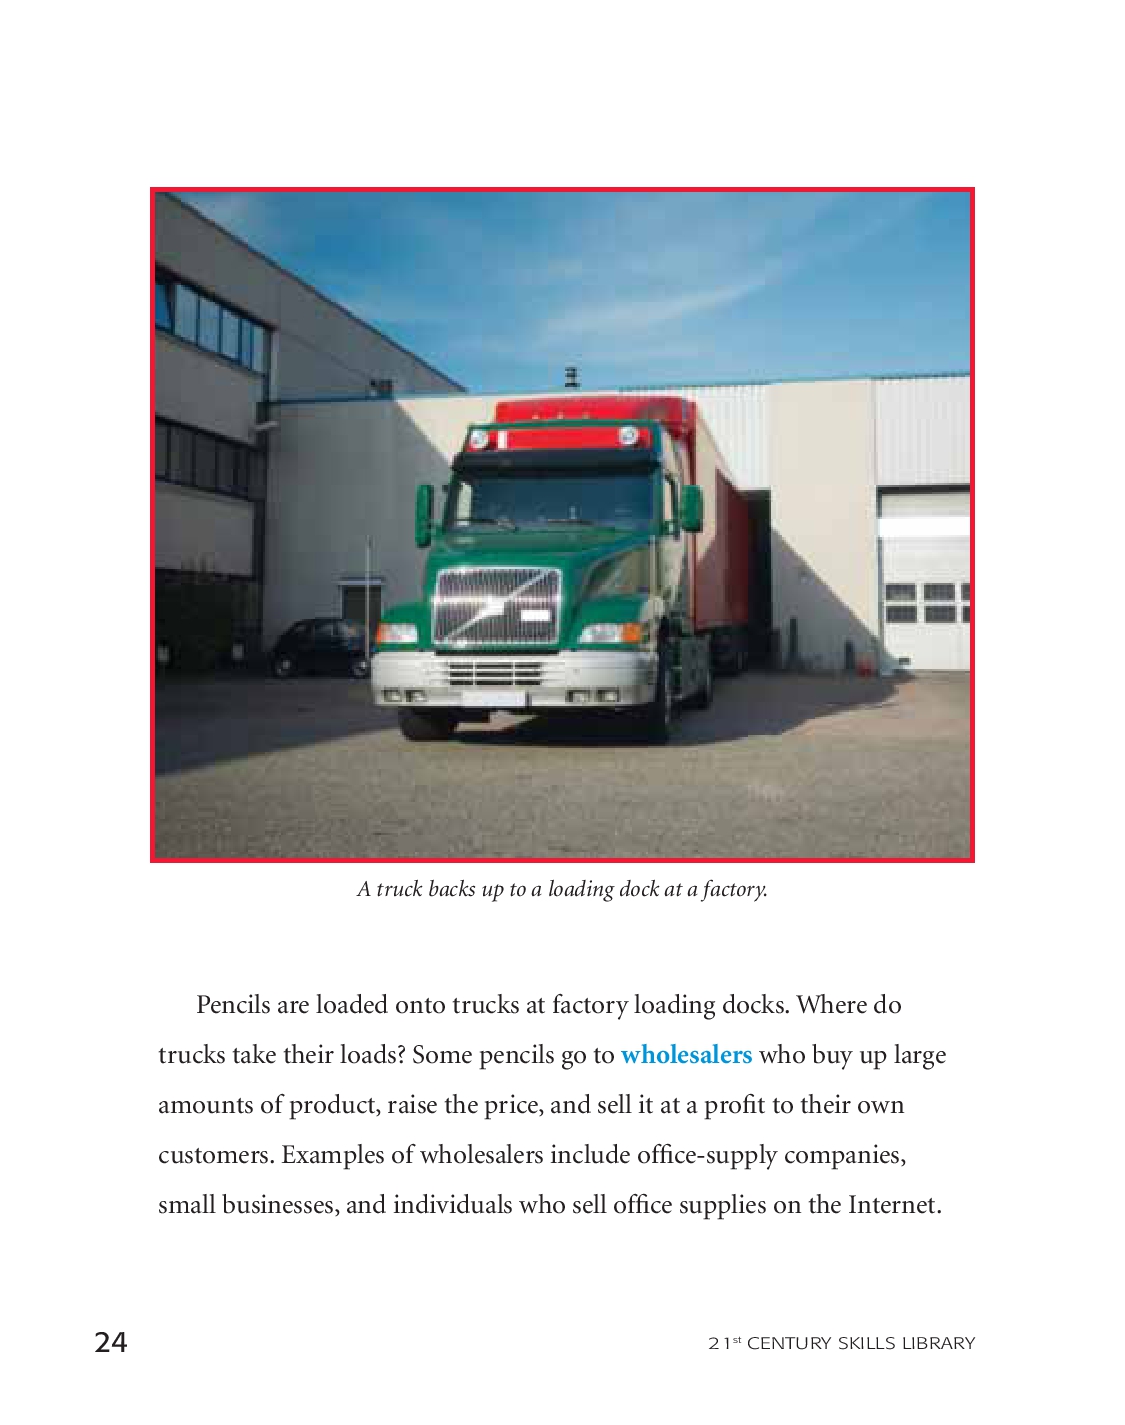 A truck backs up to a loading dock at a factory.
Pencils are loaded onto trucks at factory loading docks. Where do
trucks take their loads? Some pencils go to wholesalers who buy up large
amounts of product, raise the price, and sell it at a profit to their own
customers. Examples of wholesalers include office-supply companies,
small businesses, and individuals who sell office supplies on the Internet.
24
21st CENTURY SKILLS LIBRARY